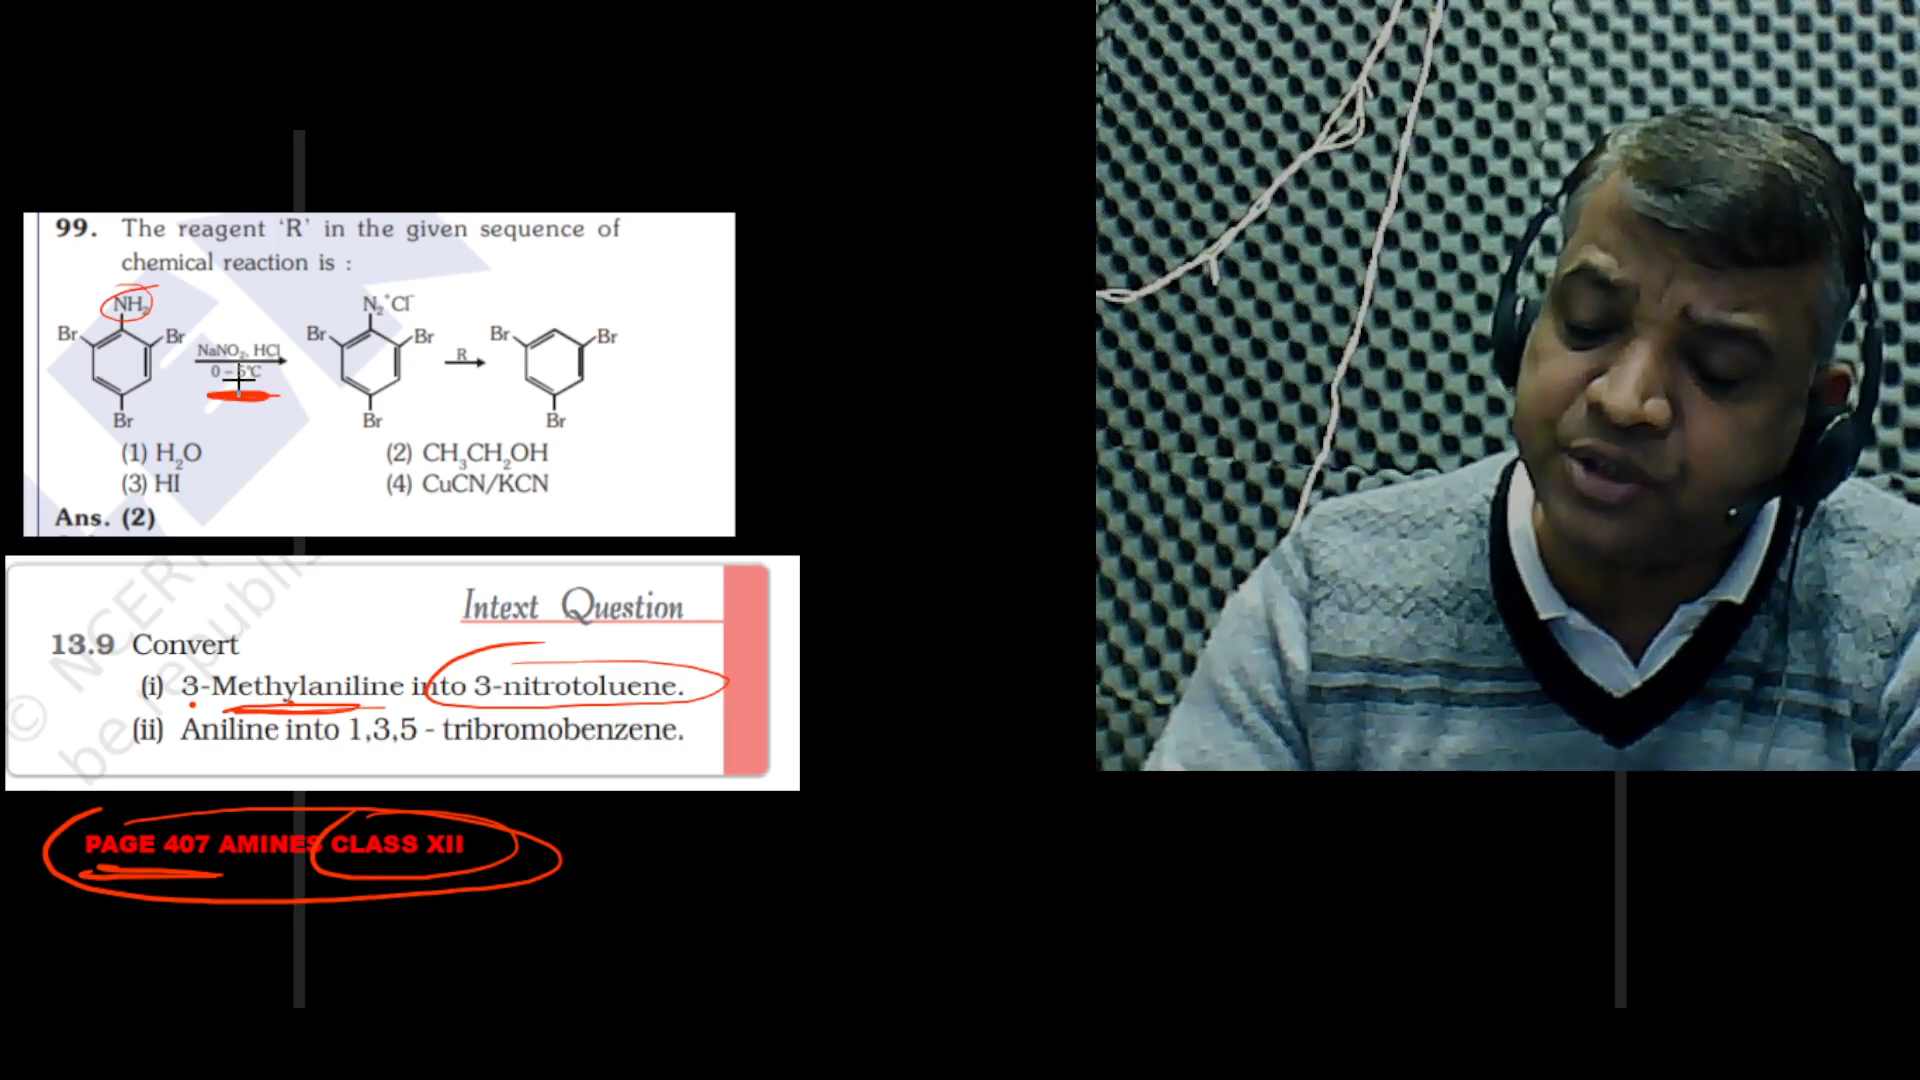 99. The reagent ‘R’ in the given sequence of
chemical reaction is :
NH₂
Br
Br
Br
NaNO₂, HCl
0 – 5°C
N₂⁺Cl⁻
Br
Br
Br
R
Br
Br
Br
(1) H₂O (2) CH₃CH₂OH
(3) HI (4) CuCN/KCN
Ans. (2)
Intext Question
13.9 Convert
(i) 3-Methylaniline into 3-nitrotoluene.
(ii) Aniline into 1,3,5 - tribromobenzene.
© NCERT
be republis
PAGE 407 AMINES CLASS XII